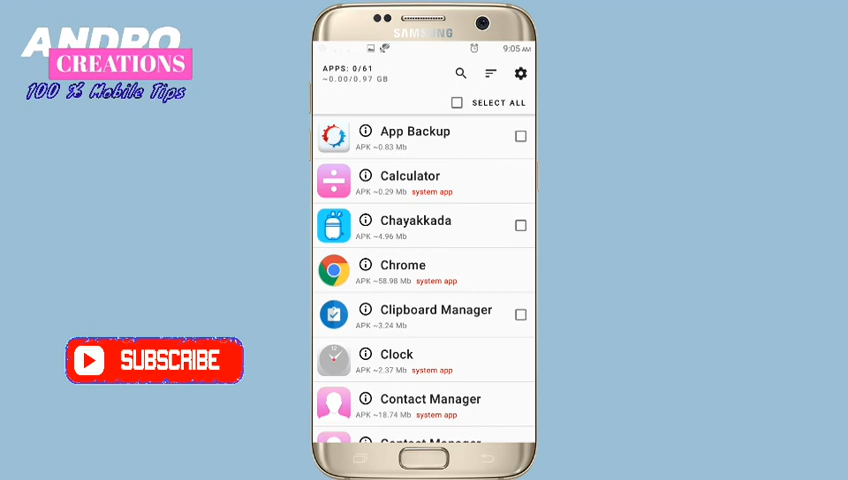 ANDRO
CREATIONS
100 % Mobile Tips
SUBSCRIBE
SAMSUNG
9:05 AM
APPS: 0/61
~0.00/0.97 GB
SELECT ALL
App Backup
APK ~0.83 Mb
Calculator
APK ~0.29 Mb system app
Chayakkada
APK ~4.96 Mb
Chrome
APK ~58.98 Mb system app
Clipboard Manager
APK ~3.24 Mb
Clock
APK ~2.37 Mb system app
Contact Manager
APK ~18.74 Mb system app
Contact Manager